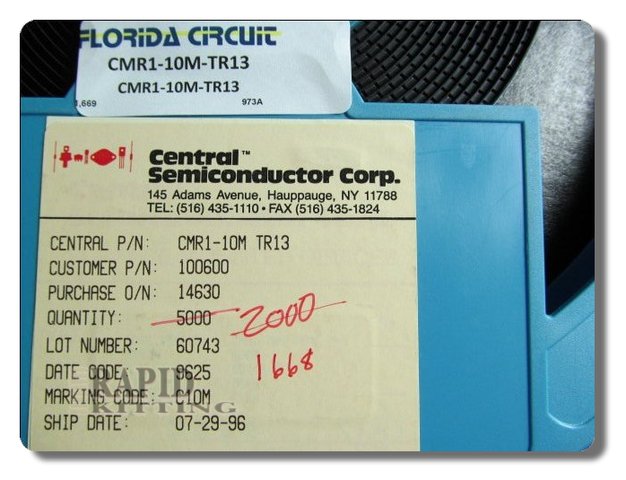 FLORIDA CIRCUIT
CMR1-10M-TR13
CMR1-10M-TR13
1,669 973A
Central™
Semiconductor Corp.
145 Adams Avenue, Hauppauge, NY 11788
TEL: (516) 435-1110 • FAX (516) 435-1824
CENTRAL P/N: CMR1-10M TR13
CUSTOMER P/N: 100600
PURCHASE O/N: 14630
QUANTITY: 5000 2000
LOT NUMBER: 60743
1668
DATE CODE: 9625
RAPID
MARKING CODE: C10M
KITTING
SHIP DATE: 07-29-96